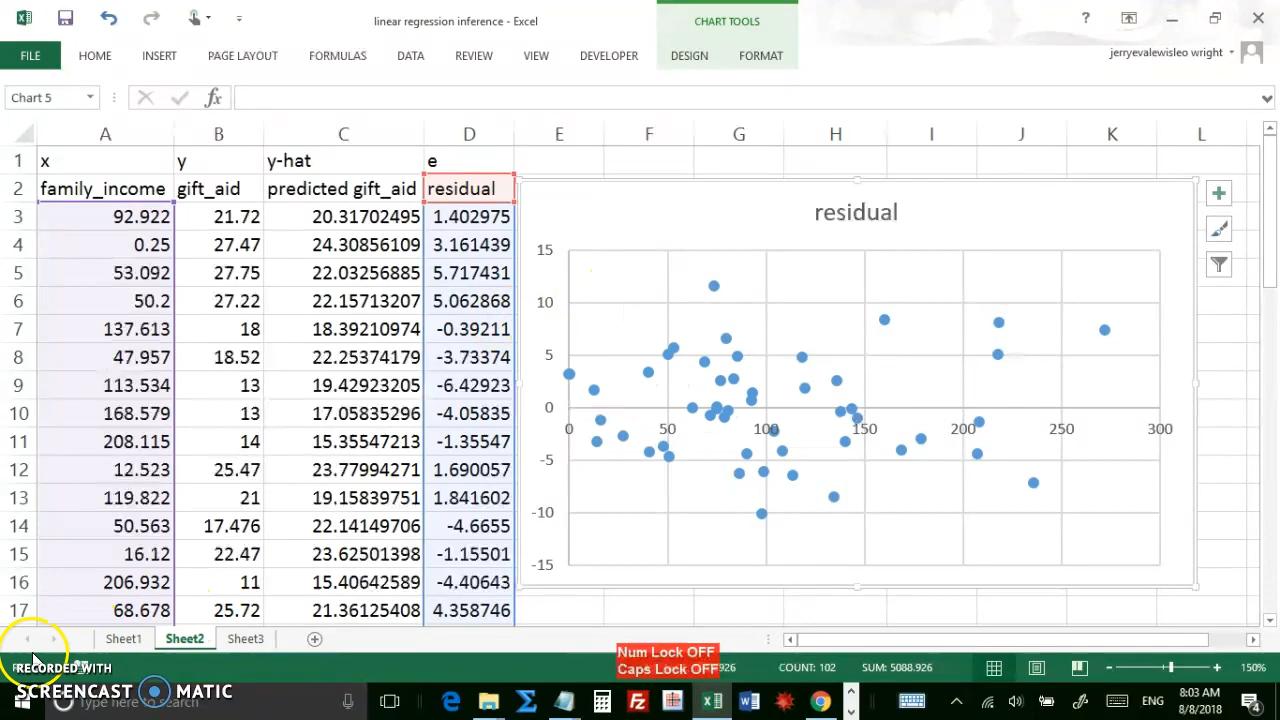 linear regression inference - Excel
CHART TOOLS
?
FILE HOME INSERT PAGE LAYOUT FORMULAS DATA REVIEW VIEW DEVELOPER DESIGN FORMAT
jerryevalewisleo wright
Chart 5 fx
A B C D E F G H I J K L
1 x y y-hat e
2 family_income gift_aid predicted gift_aid residual
3 92.922 21.72 20.31702495 1.402975
4 0.25 27.47 24.30856109 3.161439
5 53.092 27.75 22.03256885 5.717431
6 50.2 27.22 22.15713207 5.062868
7 137.613 18 18.39210974 -0.39211
8 47.957 18.52 22.25374179 -3.73374
9 113.534 13 19.42923205 -6.42923
10 168.579 13 17.05835296 -4.05835
11 208.115 14 15.35547213 -1.35547
12 12.523 25.47 23.77994271 1.690057
13 119.822 21 19.15839751 1.841602
14 50.563 17.476 22.14149706 -4.6655
15 16.12 22.47 23.62501398 -1.15501
16 206.932 11 15.40642589 -4.40643
17 68.678 25.72 21.36125408 4.358746
residual
15
10
5
0
-5
-10
-15
0 50 100 150 200 250 300
Sheet1 Sheet2 Sheet3
Num Lock OFF
Caps Lock OFF
COUNT: 102 SUM: 5088.926 150%
RECORDED WITH
SCREENCAST MATIC
ENG
8:03 AM
8/8/2018
4